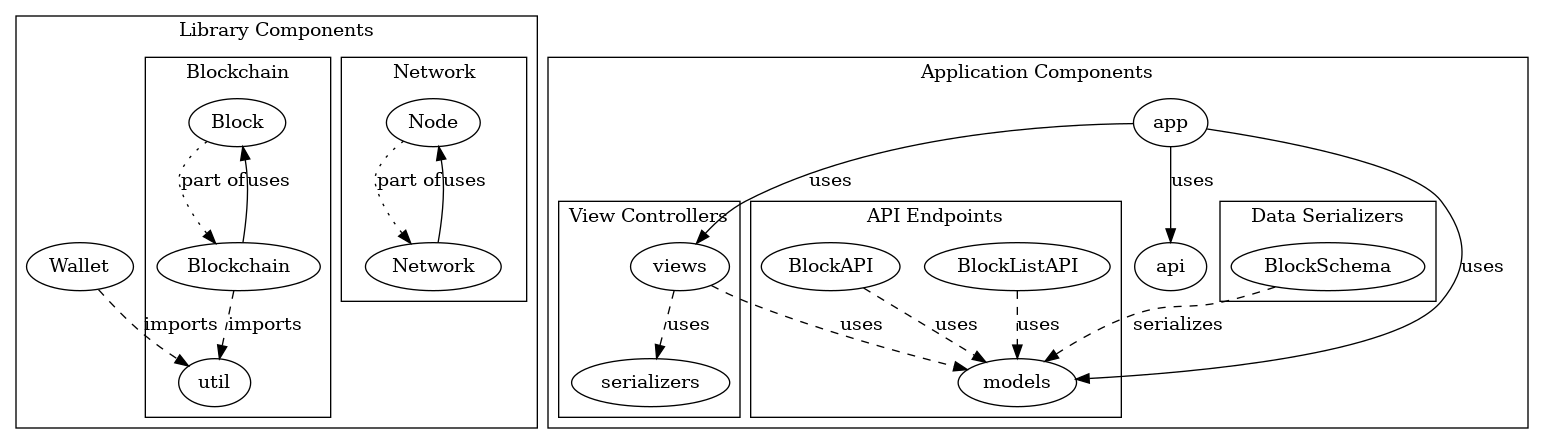 Library Components
Blockchain
Network
Block
Node
part of
uses
part of
uses
Wallet
Blockchain
Network
imports
imports
util
Application Components
app
uses
uses
uses
View Controllers
API Endpoints
Data Serializers
views
BlockAPI
BlockListAPI
api
BlockSchema
uses
uses
uses
uses
serializes
serializers
models